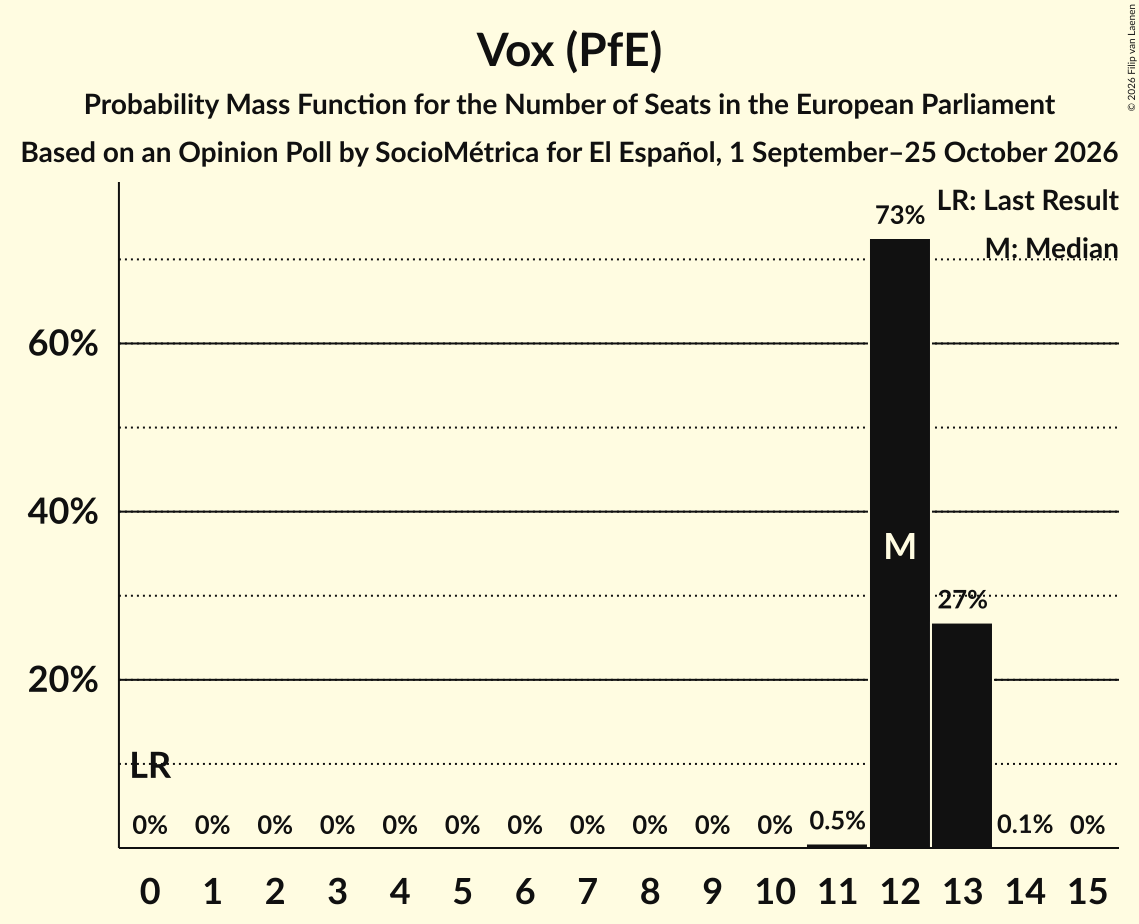 Vox (PfE)
Probability Mass Function for the Number of Seats in the European Parliament
Based on an Opinion Poll by SocioMétrica for El Español, 1 September–25 October 2026
© 2026 Filip van Laenen
LR: Last Result
M: Median
73%
60%
40%
M
27%
20%
LR
0% 0% 0% 0% 0% 0% 0% 0% 0% 0% 0% 0.5% 0.1% 0%
0 1 2 3 4 5 6 7 8 9 10 11 12 13 14 15